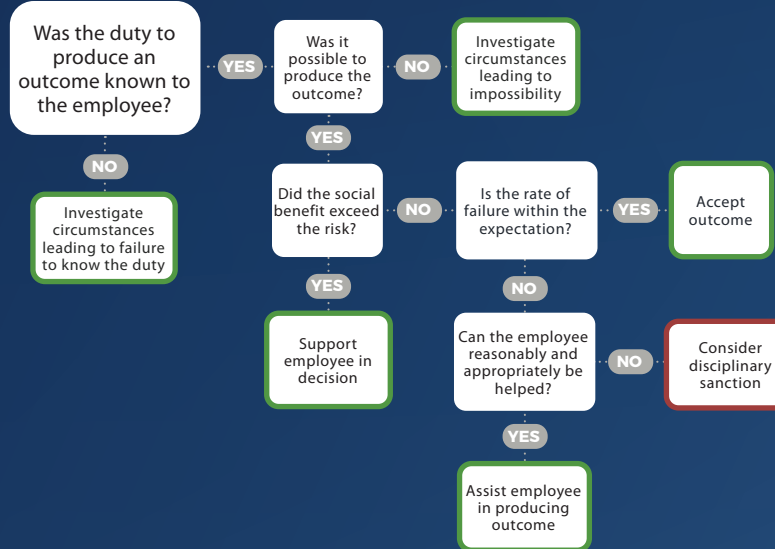 Was the duty to
produce an
outcome known to
the employee?
YES
Was it
possible to
produce the
outcome?
NO
Investigate
circumstances
leading to
impossibility
YES
NO
Investigate
circumstances
leading to failure
to know the duty
Did the social
benefit exceed
the risk?
NO
Is the rate of
failure within the
expectation?
YES
Accept
outcome
YES
Support
employee in
decision
NO
Can the employee
reasonably and
appropriately be
helped?
NO
Consider
disciplinary
sanction
YES
Assist employee
in producing
outcome